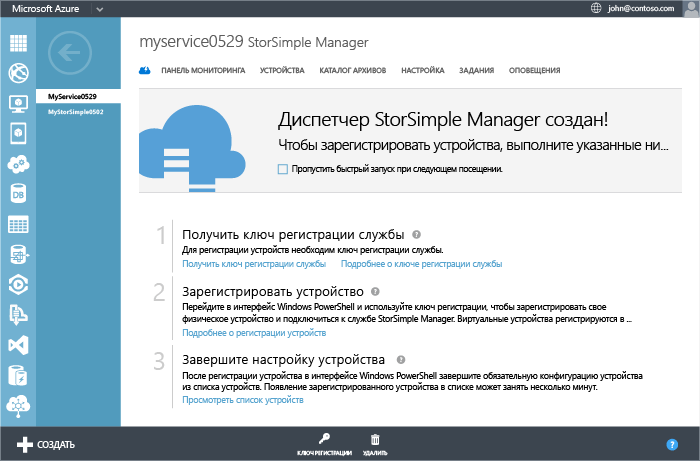 Microsoft Azure
john@contoso.com
myservice0529 StorSimple Manager
ПАНЕЛЬ МОНИТОРИНГА УСТРОЙСТВА КАТАЛОГ АРХИВОВ НАСТРОЙКА ЗАДАНИЯ ОПОВЕЩЕНИЯ
MyService0529
MyStorSimple0502
DB
Диспетчер StorSimple Manager создан!
Чтобы зарегистрировать устройства, выполните указанные ни...
Пропустить быстрый запуск при следующем посещении.
1 Получить ключ регистрации службы ?
Для регистрации устройств необходим ключ регистрации службы.
Получить ключ регистрации службы Подробнее о ключе регистрации службы
2 Зарегистрировать устройство ?
Перейдите в интерфейс Windows PowerShell и используйте ключ регистрации, чтобы зарегистрировать свое
физическое устройство и подключиться к службе StorSimple Manager. Виртуальные устройства регистрируются в ...
Подробнее о регистрации устройств
3 Завершите настройку устройства ?
После регистрации устройства в интерфейсе Windows PowerShell завершите обязательную конфигурацию устройства
из списка устройств. Появление зарегистрированного устройства в списке может занять несколько минут.
Просмотреть список устройств
СОЗДАТЬ
КЛЮЧ РЕГИСТРАЦИИ УДАЛИТЬ
?